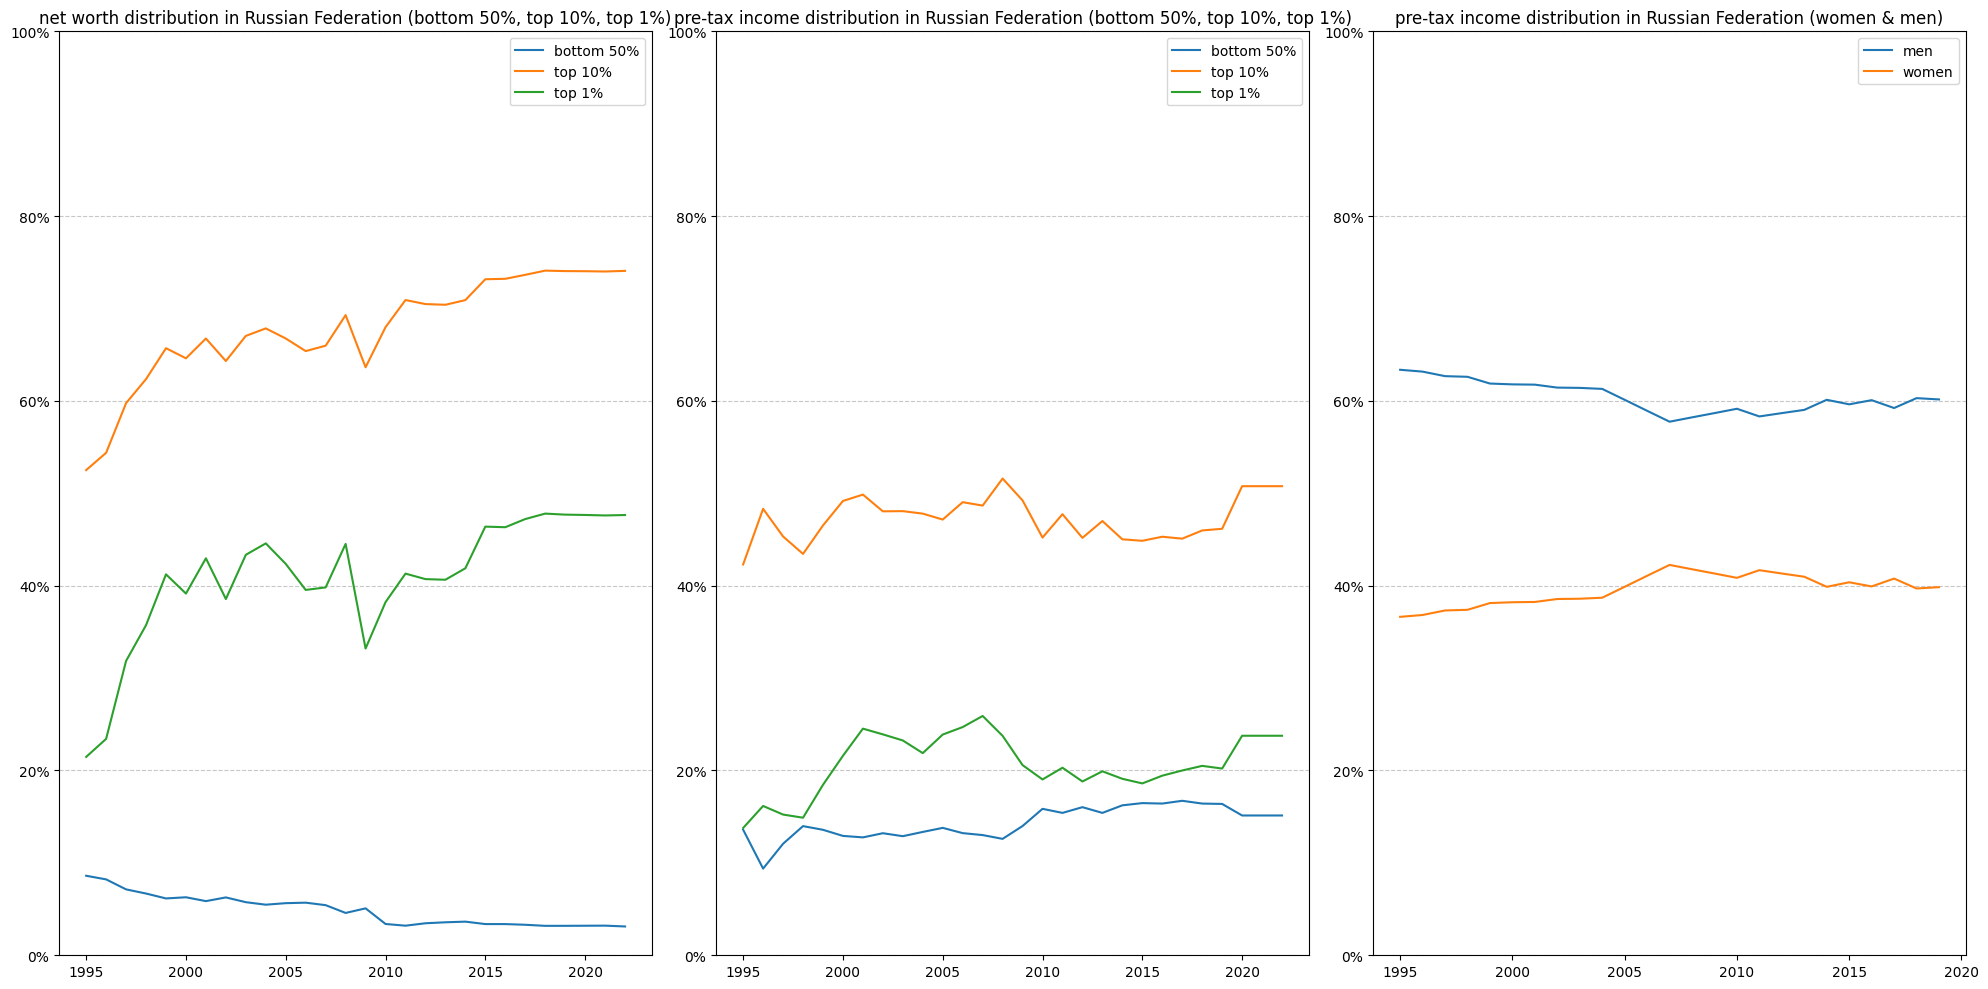 net worth distribution in Russian Federation (bottom 50%, top 10%, top 1%)
100%
80%
60%
40%
20%
0%
1995 2000 2005 2010 2015 2020
bottom 50%
top 10%
top 1%
pre-tax income distribution in Russian Federation (bottom 50%, top 10%, top 1%)
100%
80%
60%
40%
20%
0%
1995 2000 2005 2010 2015 2020
bottom 50%
top 10%
top 1%
pre-tax income distribution in Russian Federation (women & men)
100%
80%
60%
40%
20%
0%
1995 2000 2005 2010 2015 2020
men
women